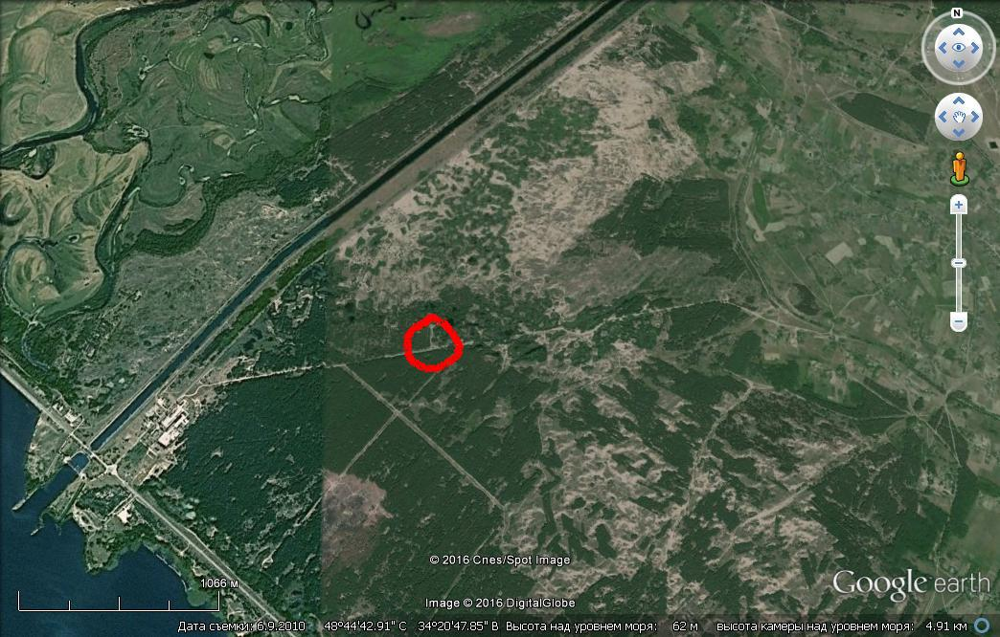 N
© 2016 Cnes/Spot Image
1066 м
Google earth
Image © 2016 DigitalGlobe
Дата съемки: 6.9.2010 48°44'42.91" С 34°20'47.85" В Высота над уровнем моря: 62 м высота камеры над уровнем моря: 4.91 км